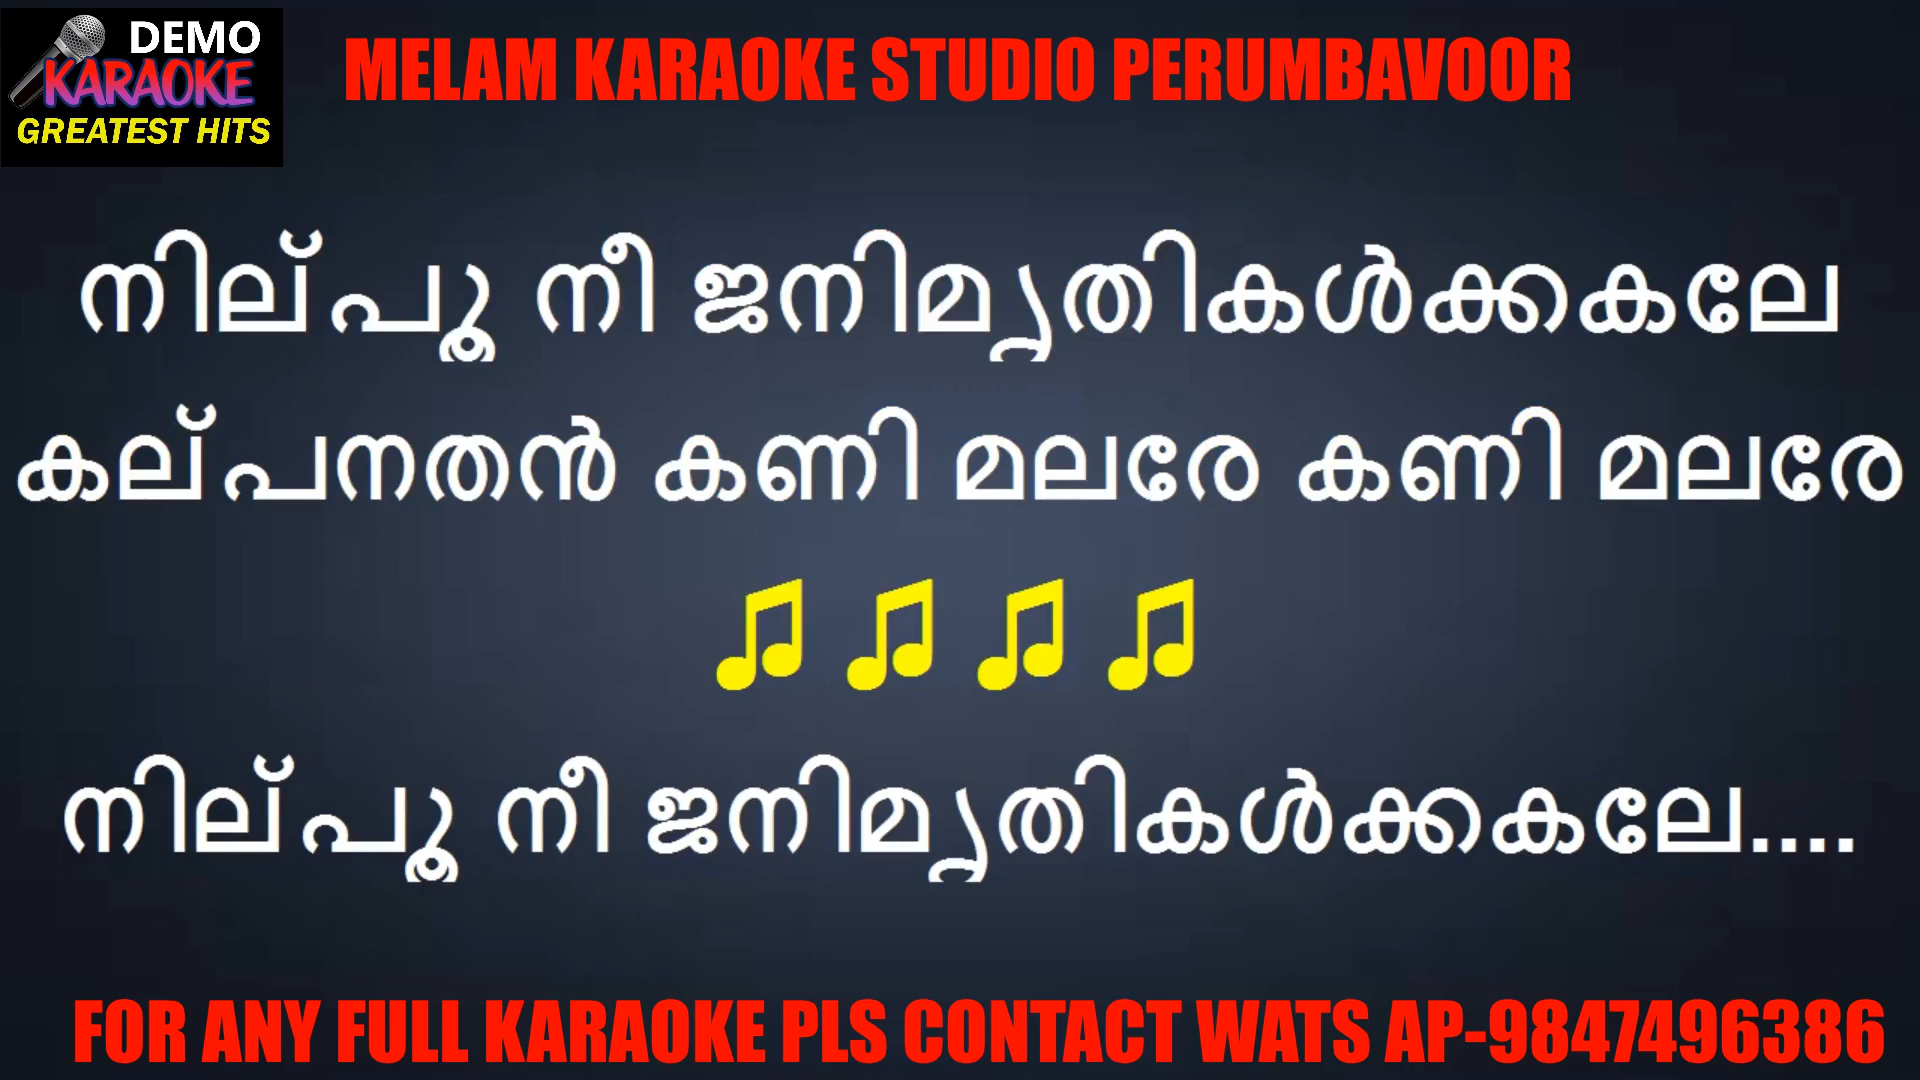 DEMO
KARAOKE
GREATEST HITS
MELAM KARAOKE STUDIO PERUMBAVOOR
നില്പൂ നീ ജനിമൃതികൾക്കകലേ
കല്പനതൻ കണി മലരേ കണി മലരേ
♫ ♫ ♫ ♫
നില്പൂ നീ ജനിമൃതികൾക്കകലേ....
FOR ANY FULL KARAOKE PLS CONTACT WATS AP-9847496386